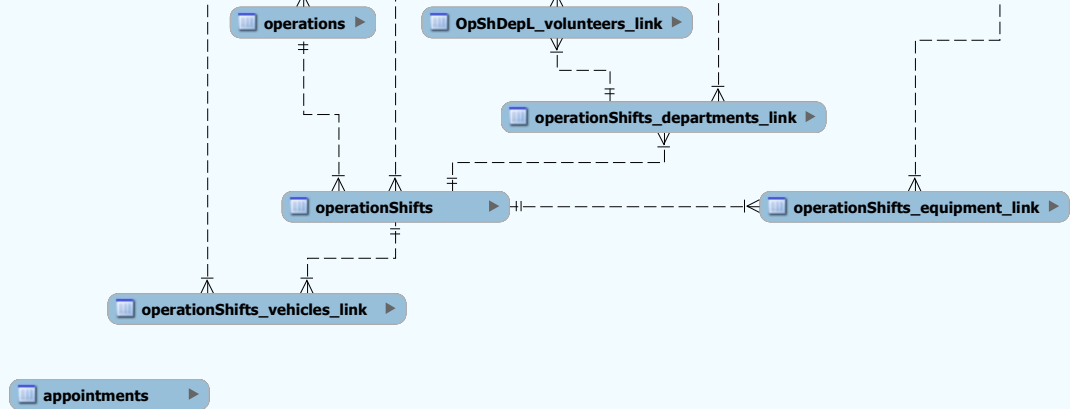 operations
OpShDepL_volunteers_link
operationShifts_departments_link
operationShifts
operationShifts_equipment_link
operationShifts_vehicles_link
appointments